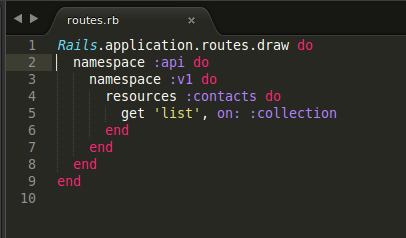 routes.rb ×
1 Rails.application.routes.draw do
2   namespace :api do
3     namespace :v1 do
4       resources :contacts do
5         get 'list', on: :collection
6       end
7     end
8   end
9 end
10